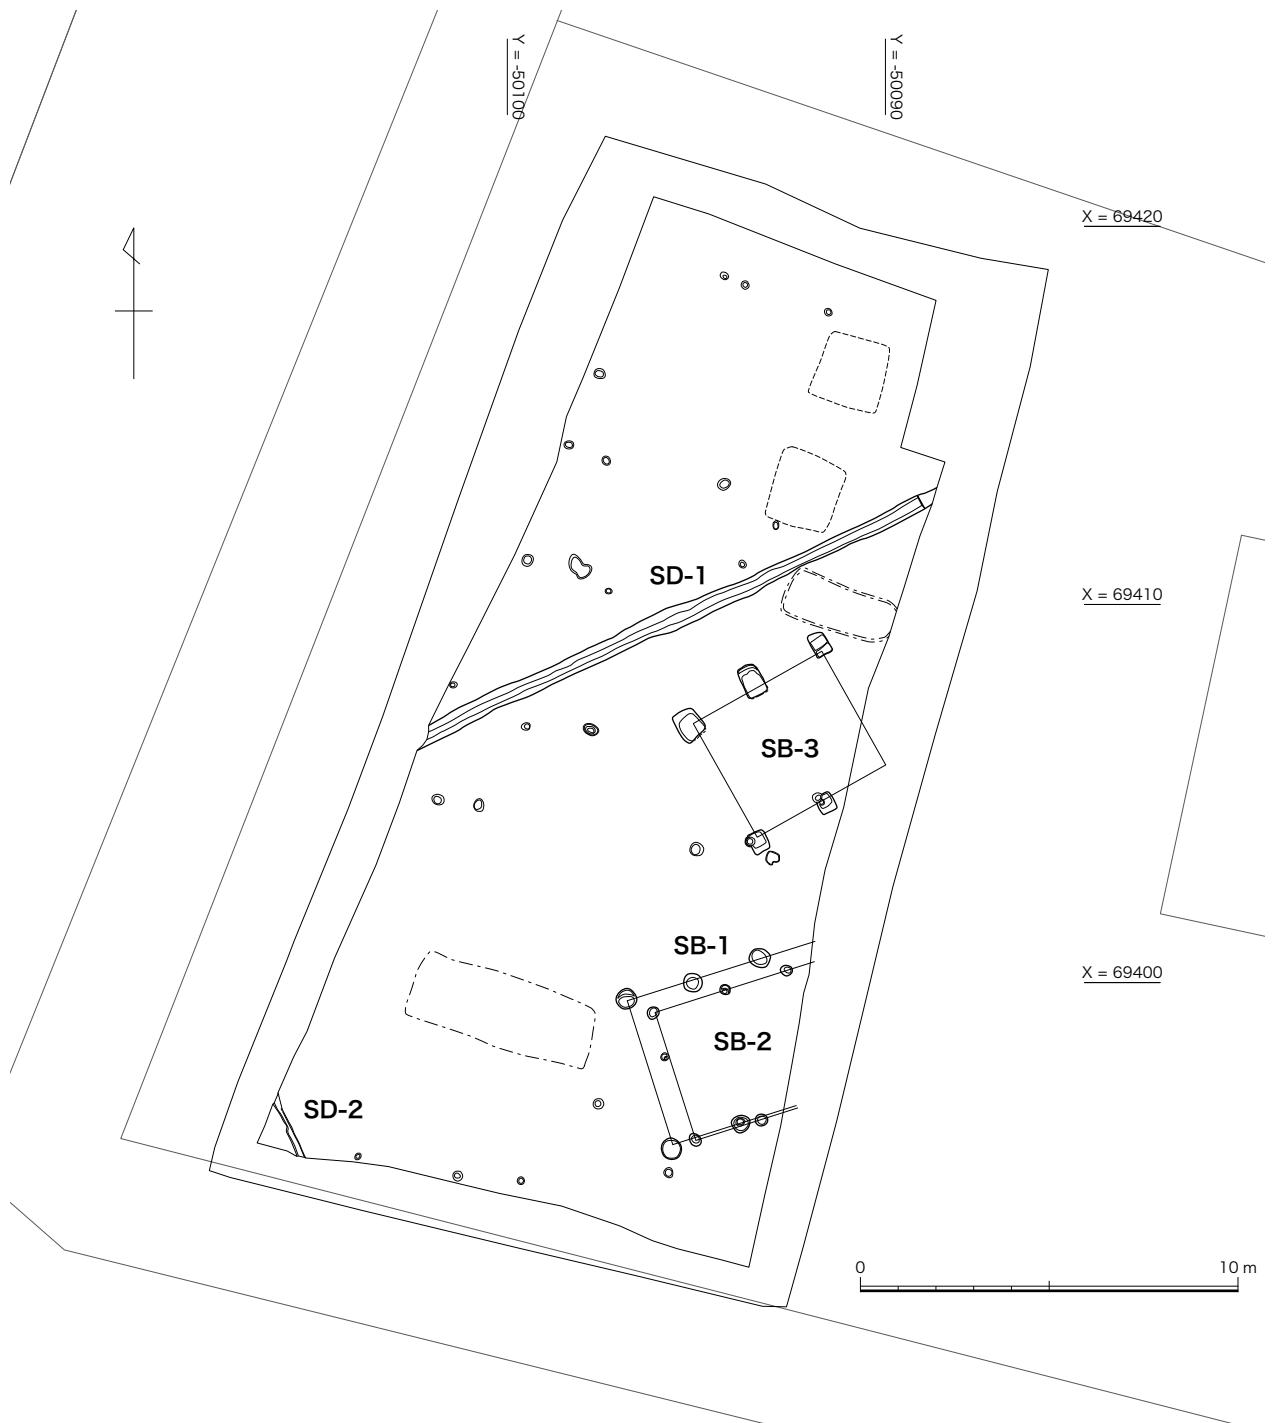 Y = -50100
Y = -50090
X = 69420
SD-1
X = 69410
SB-3
SB-1
X = 69400
SB-2
SD-2
0
10 m